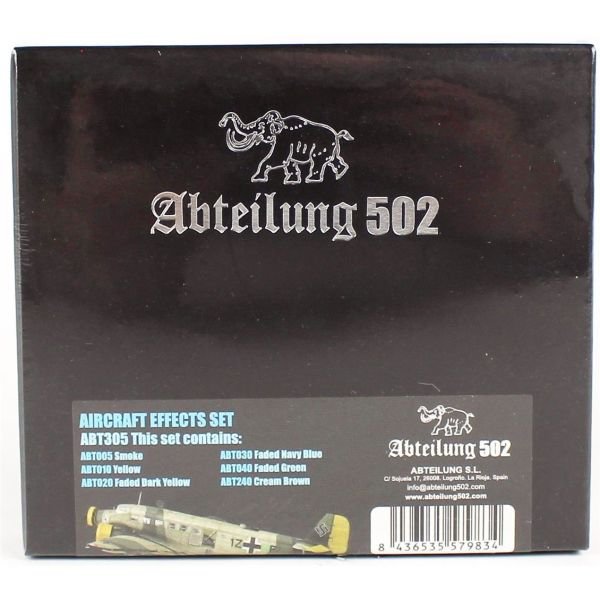 Abteilung 502
AIRCRAFT EFFECTS SET
ABT305 This set contains:
ABT005 Smoke
ABT010 Yellow
ABT020 Faded Dark Yellow
ABT030 Faded Navy Blue
ABT040 Faded Green
ABT240 Cream Brown
Abteilung 502
ABTEILUNG S.L.
C/ Sojuela 17, 26008. Logroño. La Rioja, Spain
info@abteilung502.com
www.abteilung502.com
1Z
8 436535 579834